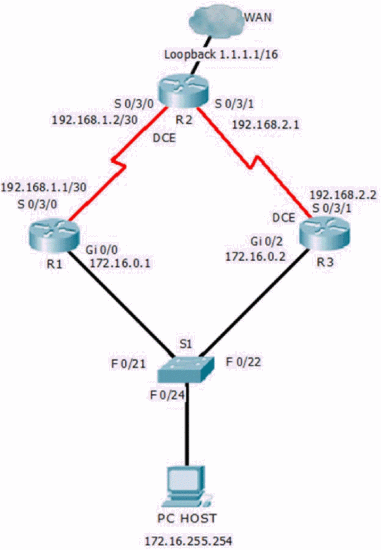 WAN
Loopback 1.1.1.1/16
S 0/3/0
S 0/3/1
R2
192.168.1.2/30
192.168.2.1
DCE
192.168.1.1/30
S 0/3/0
192.168.2.2
S 0/3/1
DCE
Gi 0/0
172.16.0.1
R1
Gi 0/2
172.16.0.2
R3
S1
F 0/21
F 0/22
F 0/24
PC HOST
172.16.255.254